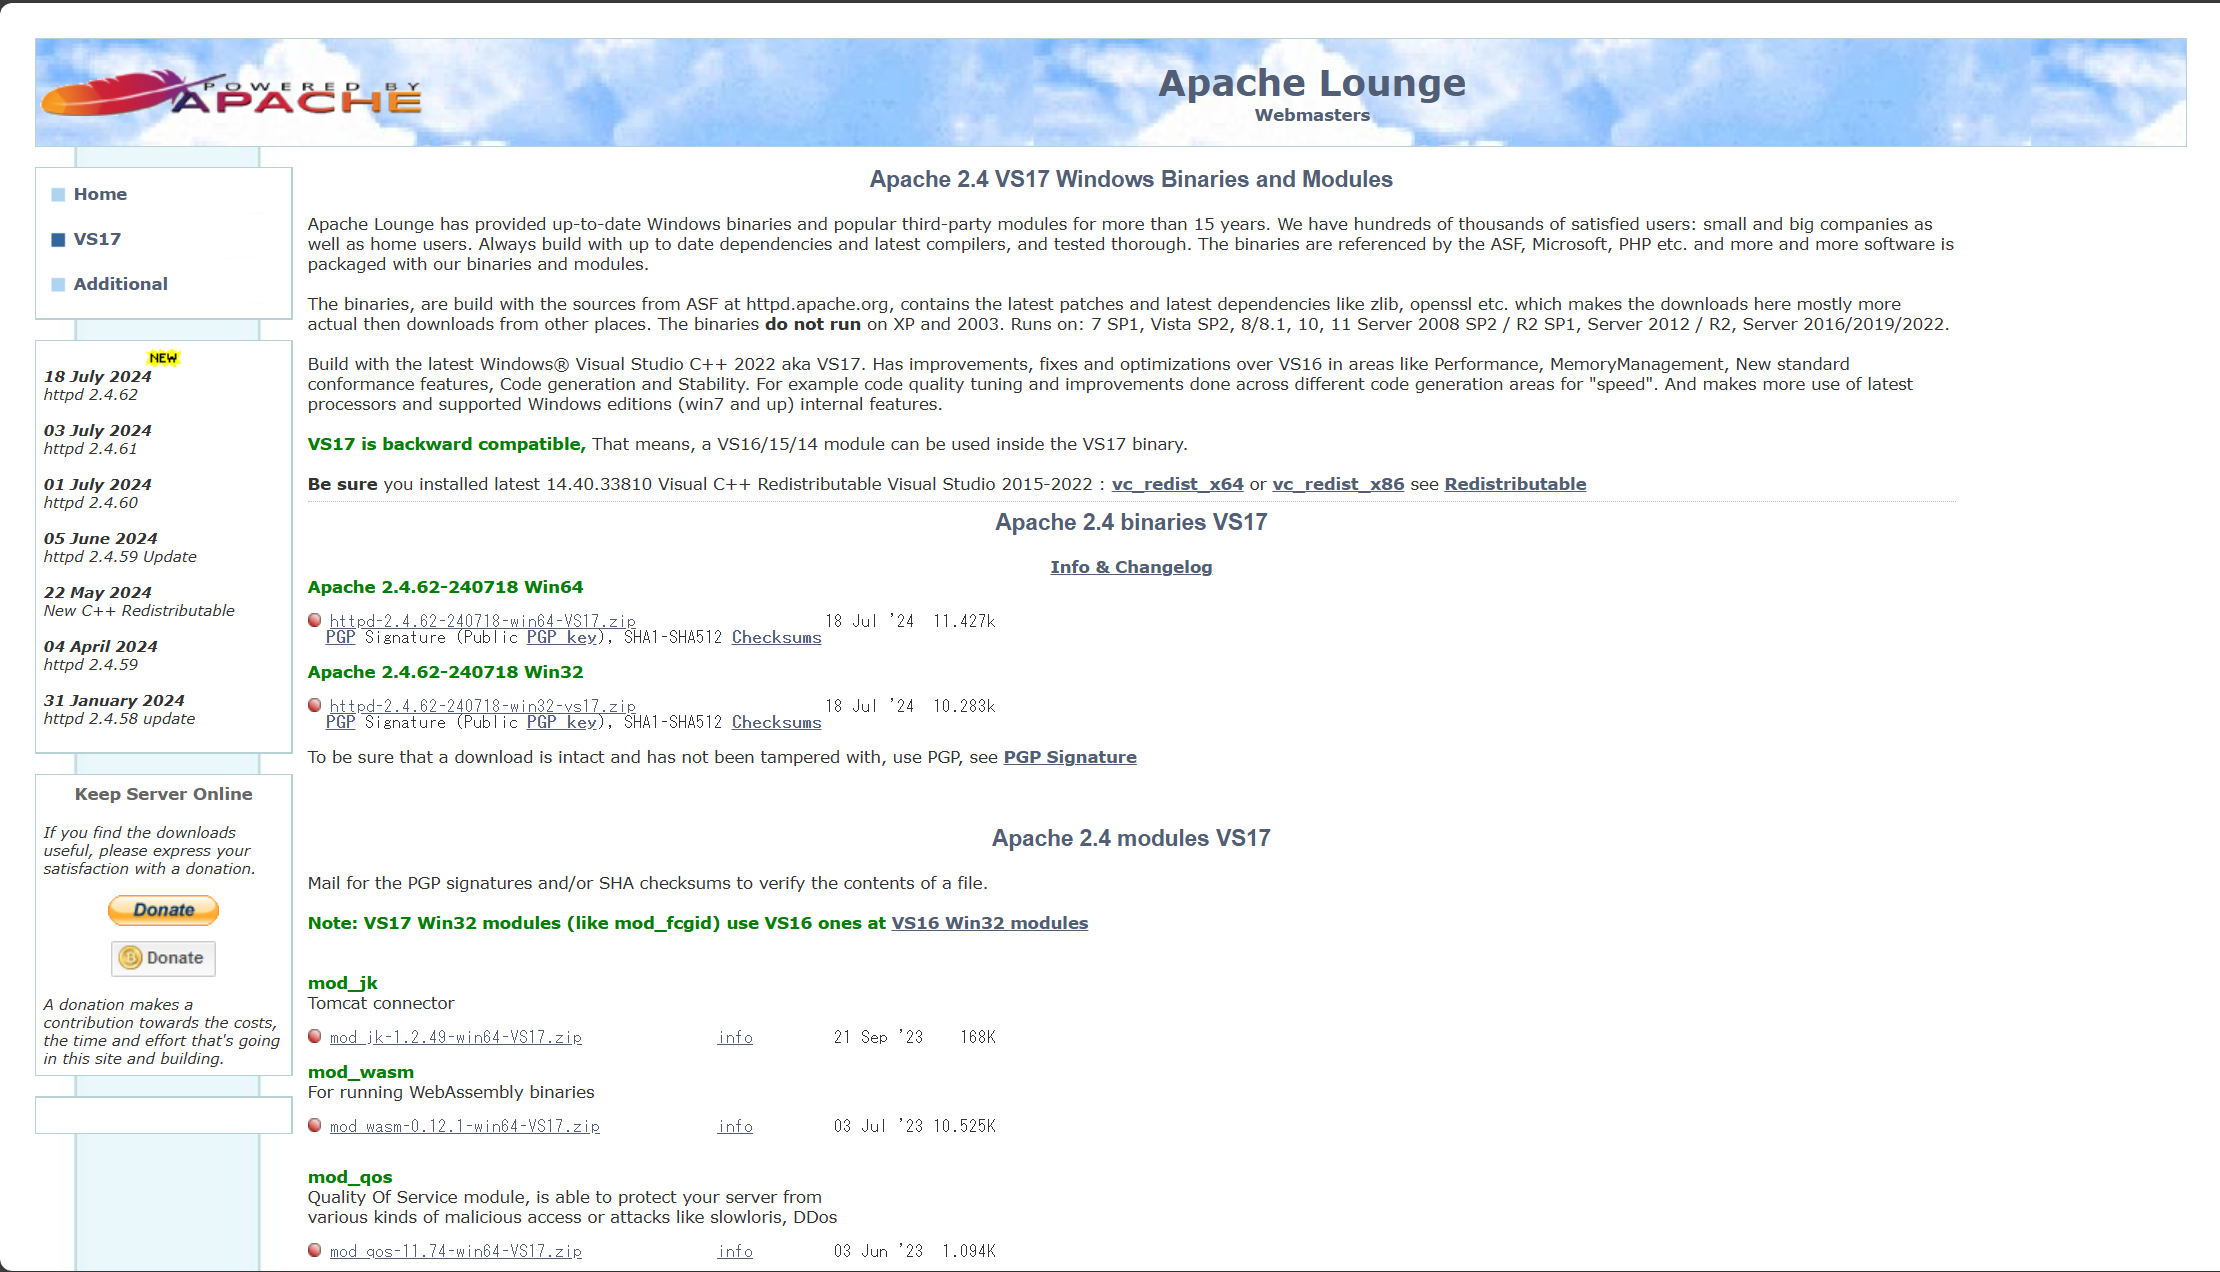 POWERED BY
APACHE
Apache Lounge
Webmasters
Home
VS17
Additional
NEW
18 July 2024
httpd 2.4.62
03 July 2024
httpd 2.4.61
01 July 2024
httpd 2.4.60
05 June 2024
httpd 2.4.59 Update
22 May 2024
New C++ Redistributable
04 April 2024
httpd 2.4.59
31 January 2024
httpd 2.4.58 update
Keep Server Online
If you find the downloads
useful, please express your
satisfaction with a donation.
Donate
Donate
A donation makes a
contribution towards the costs,
the time and effort that's going
in this site and building.
Apache 2.4 VS17 Windows Binaries and Modules
Apache Lounge has provided up-to-date Windows binaries and popular third-party modules for more than 15 years. We have hundreds of thousands of satisfied users: small and big companies as
well as home users. Always build with up to date dependencies and latest compilers, and tested thorough. The binaries are referenced by the ASF, Microsoft, PHP etc. and more and more software is
packaged with our binaries and modules.
The binaries, are build with the sources from ASF at httpd.apache.org, contains the latest patches and latest dependencies like zlib, openssl etc. which makes the downloads here mostly more
actual then downloads from other places. The binaries do not run on XP and 2003. Runs on: 7 SP1, Vista SP2, 8/8.1, 10, 11 Server 2008 SP2 / R2 SP1, Server 2012 / R2, Server 2016/2019/2022.
Build with the latest Windows® Visual Studio C++ 2022 aka VS17. Has improvements, fixes and optimizations over VS16 in areas like Performance, MemoryManagement, New standard
conformance features, Code generation and Stability. For example code quality tuning and improvements done across different code generation areas for "speed". And makes more use of latest
processors and supported Windows editions (win7 and up) internal features.
VS17 is backward compatible, That means, a VS16/15/14 module can be used inside the VS17 binary.
Be sure you installed latest 14.40.33810 Visual C++ Redistributable Visual Studio 2015-2022 : vc_redist_x64 or vc_redist_x86 see Redistributable
Apache 2.4 binaries VS17
Info & Changelog
Apache 2.4.62-240718 Win64
httpd-2.4.62-240718-win64-VS17.zip 18 Jul '24 11.427k
PGP Signature (Public PGP key), SHA1-SHA512 Checksums
Apache 2.4.62-240718 Win32
httpd-2.4.62-240718-win32-vs17.zip 18 Jul '24 10.283k
PGP Signature (Public PGP key), SHA1-SHA512 Checksums
To be sure that a download is intact and has not been tampered with, use PGP, see PGP Signature
Apache 2.4 modules VS17
Mail for the PGP signatures and/or SHA checksums to verify the contents of a file.
Note: VS17 Win32 modules (like mod_fcgid) use VS16 ones at VS16 Win32 modules
mod_jk
Tomcat connector
mod_jk-1.2.49-win64-VS17.zip info 21 Sep '23 168K
mod_wasm
For running WebAssembly binaries
mod_wasm-0.12.1-win64-VS17.zip info 03 Jul '23 10.525K
mod_qos
Quality Of Service module, is able to protect your server from
various kinds of malicious access or attacks like slowloris, DDos
mod_qos-11.74-win64-VS17.zip info 03 Jun '23 1.094K